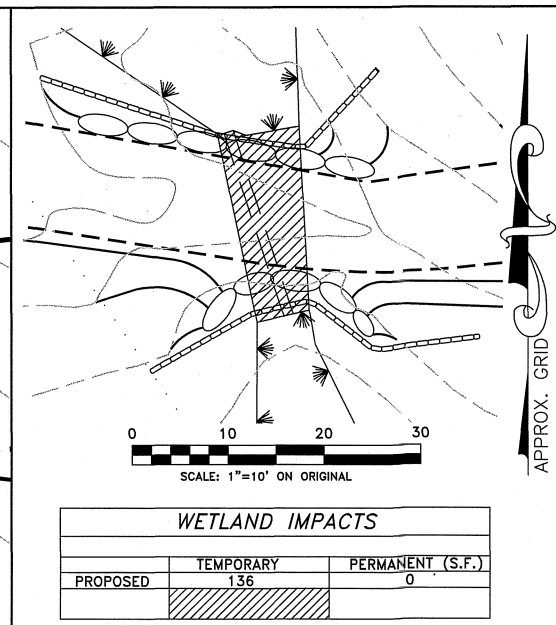 APPROX. GRID
0 10 20 30
SCALE: 1"=10' ON ORIGINAL
WETLAND IMPACTS
TEMPORARY PERMANENT (S.F.)
PROPOSED 136 0